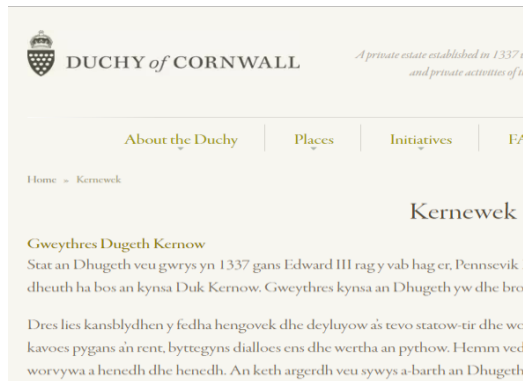 DUCHY of CORNWALL
A private estate established in 1337
and private activities of
About the Duchy Places Initiatives
Home » Kernewek
Kernewek
Gweythres Dugeth Kernow
Stat an Dhugeth veu gwrys yn 1337 gans Edward III rag y vab hag er, Pennsevik
dheuth ha bos an kynsa Duk Kernow. Gweythres kynsa an Dhugeth yw dhe
Dres lies kansblydhen y fedha hengovek dhe deyluyow a's tevo statow-tir dhe
kavoes pygans a'n rent, byttegyns dialloes ens dhe wertha an pythow. Hemm
worvywa a henedh dhe henedh. An keth argerdh veu sywys a-barth an Dhugeth